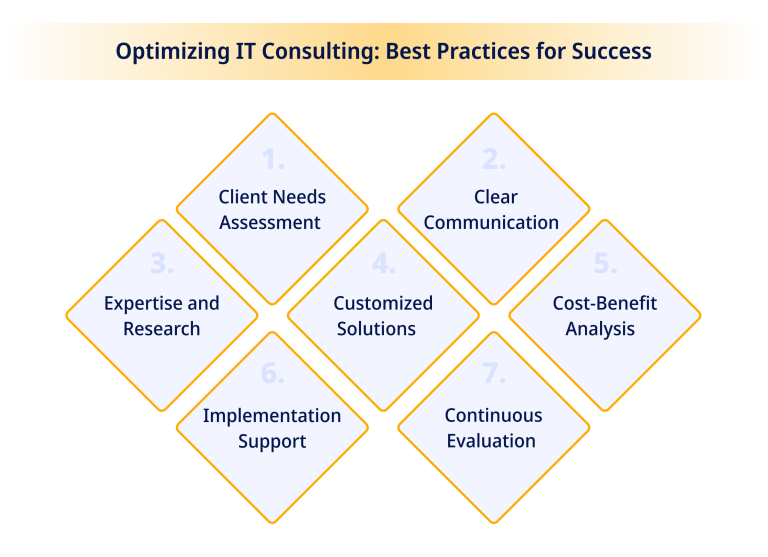 Optimizing IT Consulting: Best Practices for Success
1.
Client Needs
Assessment
2.
Clear
Communication
3.
Expertise and
Research
4.
Customized
Solutions
5.
Cost-Benefit
Analysis
6.
Implementation
Support
7.
Continuous
Evaluation